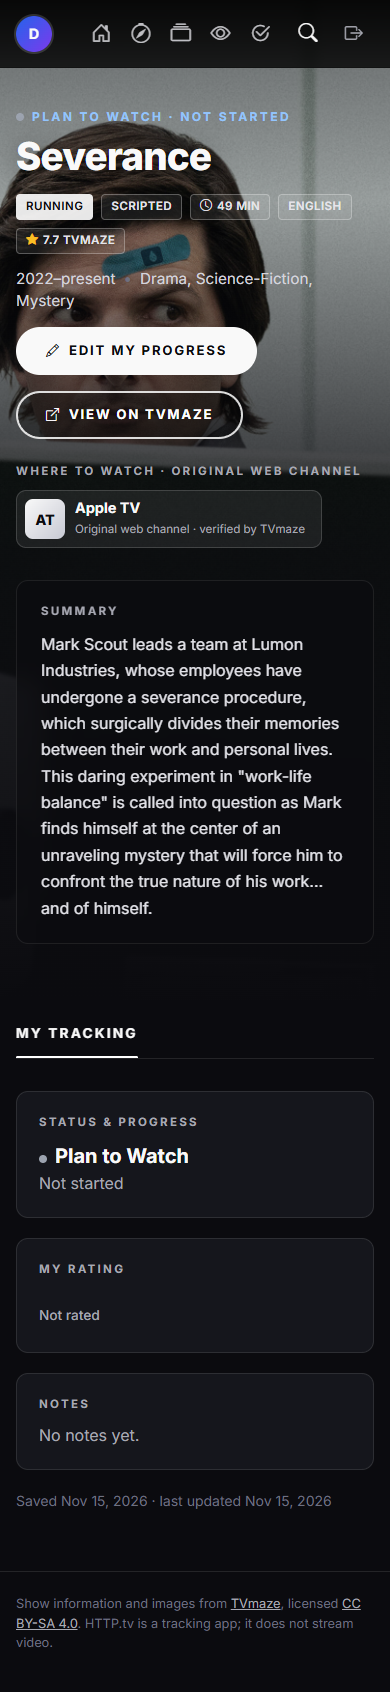 D
PLAN TO WATCH · NOT STARTED
Severance
RUNNING SCRIPTED 49 MIN ENGLISH
⭐ 7.7 TVMAZE
2022–present · Drama, Science-Fiction,
Mystery
EDIT MY PROGRESS
VIEW ON TVMAZE
WHERE TO WATCH · ORIGINAL WEB CHANNEL
AT Apple TV
Original web channel · verified by TVmaze
SUMMARY
Mark Scout leads a team at Lumon
Industries, whose employees have
undergone a severance procedure,
which surgically divides their memories
between their work and personal lives.
This daring experiment in "work-life
balance" is called into question as Mark
finds himself at the center of an
unraveling mystery that will force him to
confront the true nature of his work...
and of himself.
MY TRACKING
STATUS & PROGRESS
Plan to Watch
Not started
MY RATING
Not rated
NOTES
No notes yet.
Saved Nov 15, 2026 · last updated Nov 15, 2026
Show information and images from TVmaze, licensed CC
BY-SA 4.0. HTTP.tv is a tracking app; it does not stream
video.